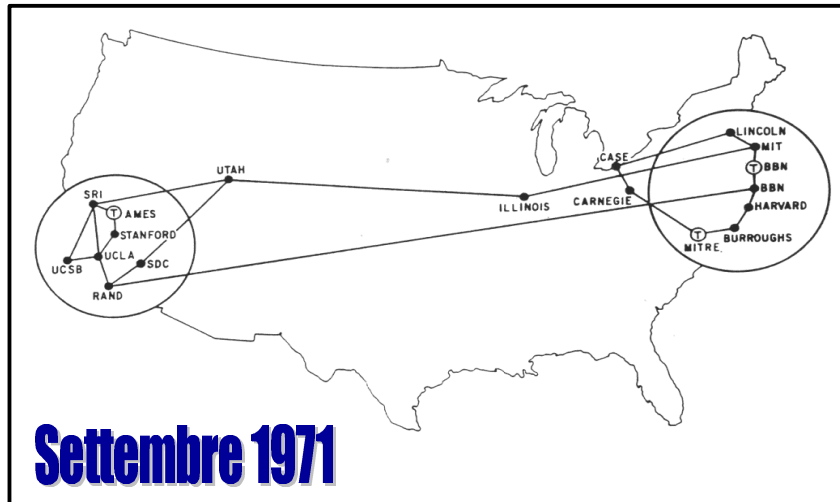 LINCOLN
MIT
T BBN
BBN
HARVARD
BURROUGHS
T
MITRE
CASE
CARNEGIE
ILLINOIS
UTAH
SRI
T AMES
STANFORD
UCLA
SDC
UCSB
RAND
Settembre 1971